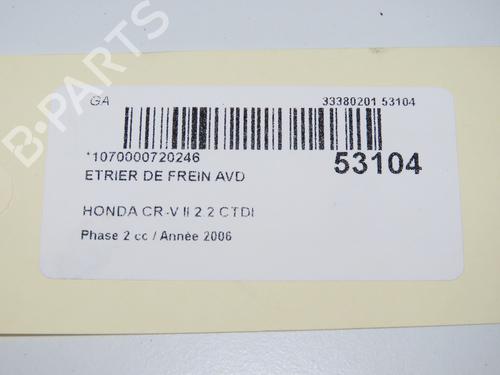 B-PARTS
GA
33380201 53104
*1070000720246
53104
ETRIER DE FREIN AVD
HONDA CR-V II 2.2 CTDI
Phase 2 cc / Année 2006